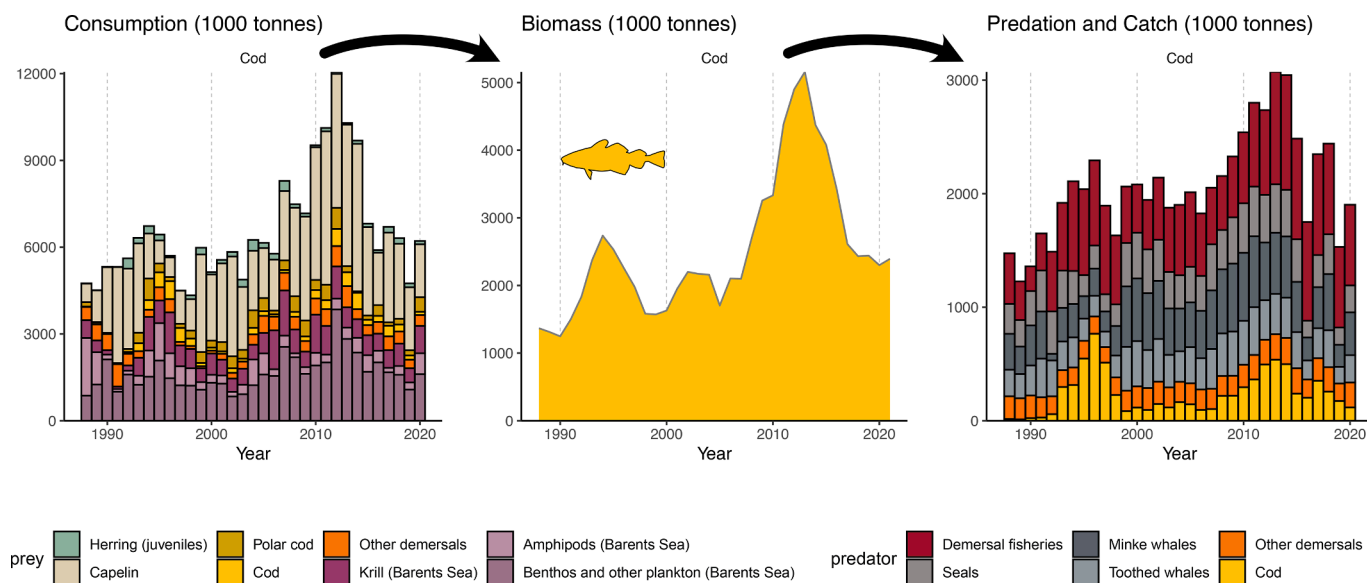 Consumption (1000 tonnes)
Biomass (1000 tonnes)
Predation and Catch (1000 tonnes)
Cod
Cod
Cod
12000
9000
6000
3000
0
1990
2000
2010
2020
Year
5000
4000
3000
2000
1000
0
1990
2000
2010
2020
Year
3000
2000
1000
0
1990
2000
2010
2020
Year
prey
Herring (juveniles)
Polar cod
Other demersals
Amphipods (Barents Sea)
Capelin
Cod
Krill (Barents Sea)
Benthos and other plankton (Barents Sea)
predator
Demersal fisheries
Minke whales
Other demersals
Seals
Toothed whales
Cod